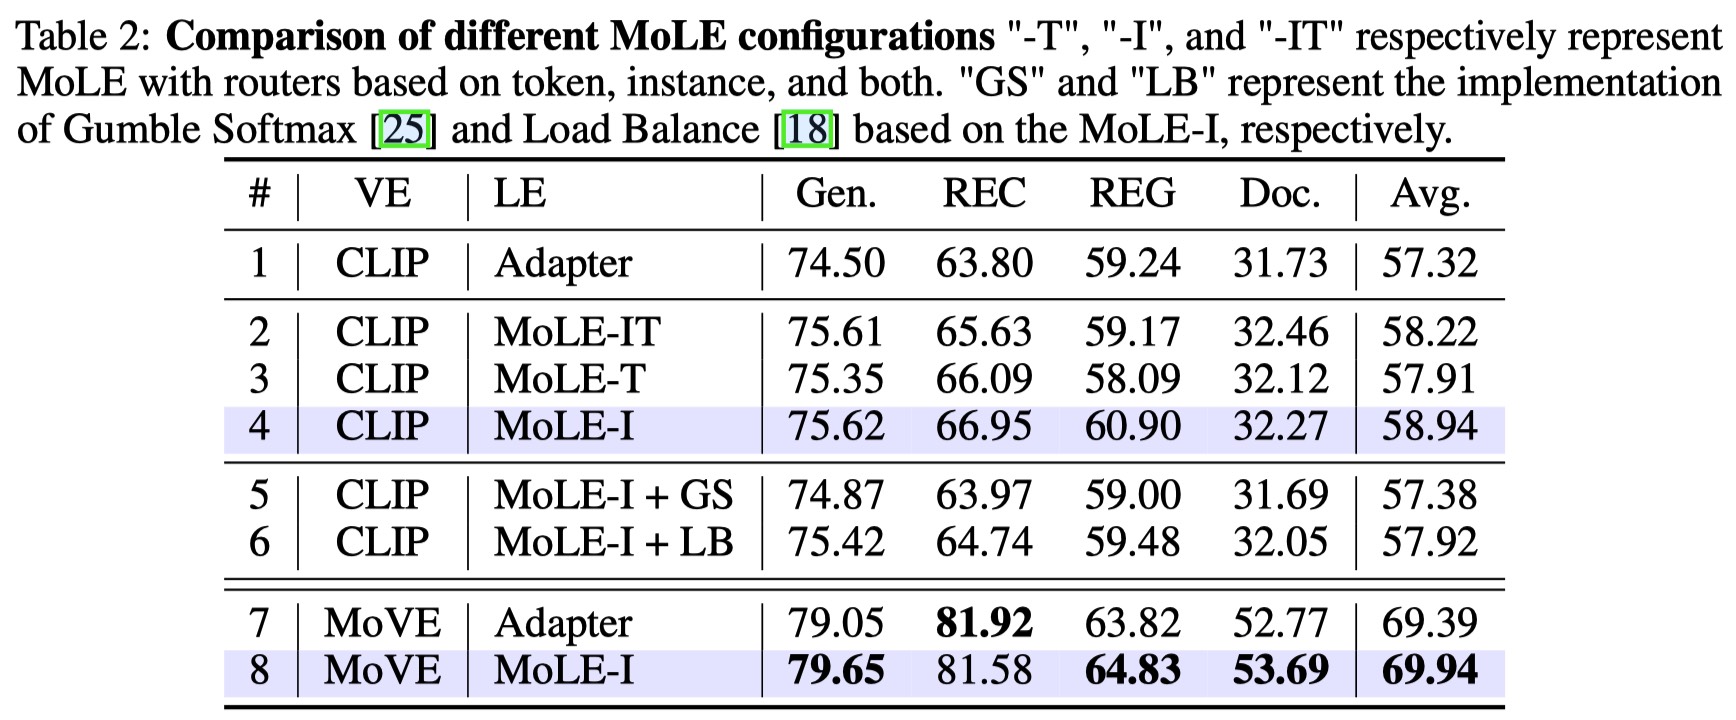 Table 2: Comparison of different MoLE configurations "-T", "-I", and "-IT" respectively represent
MoLE with routers based on token, instance, and both. "GS" and "LB" represent the implementation
of Gumble Softmax [25] and Load Balance [18] based on the MoLE-I, respectively.
# VE LE Gen. REC REG Doc. Avg.
1 CLIP Adapter 74.50 63.80 59.24 31.73 57.32
2 CLIP MoLE-IT 75.61 65.63 59.17 32.46 58.22
3 CLIP MoLE-T 75.35 66.09 58.09 32.12 57.91
4 CLIP MoLE-I 75.62 66.95 60.90 32.27 58.94
5 CLIP MoLE-I + GS 74.87 63.97 59.00 31.69 57.38
6 CLIP MoLE-I + LB 75.42 64.74 59.48 32.05 57.92
7 MoVE Adapter 79.05 81.92 63.82 52.77 69.39
8 MoVE MoLE-I 79.65 81.58 64.83 53.69 69.94